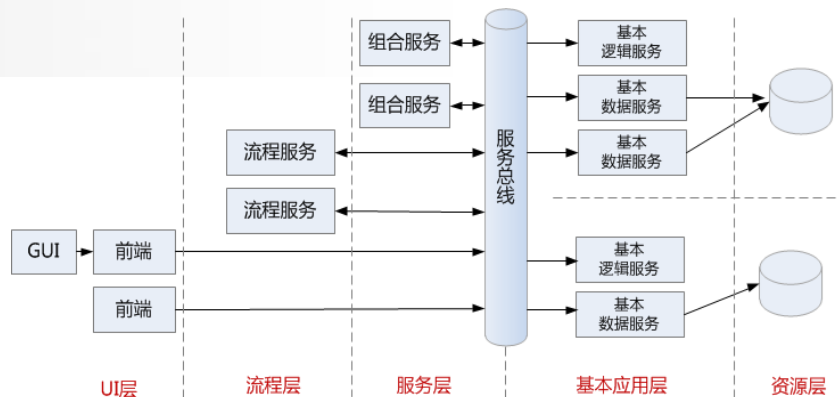 组合服务
基本
逻辑服务
组合服务
基本
数据服务
流程服务
服务总线
基本
数据服务
流程服务
GUI
前端
基本
逻辑服务
前端
基本
数据服务
UI层
流程层
服务层
基本应用层
资源层